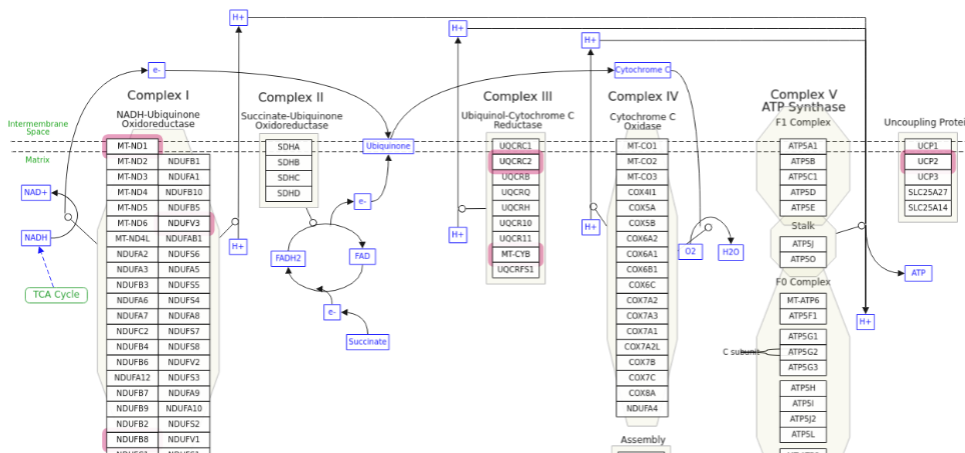 H+
H+
H+
e-
Cytochrome C
Complex I
NADH-Ubiquinone
Oxidoreductase
Complex II
Succinate-Ubiquinone
Oxidoreductase
Complex III
Ubiquinol-Cytochrome C
Reductase
Complex IV
Cytochrome C
Oxidase
Complex V
ATP Synthase
F1 Complex
Uncoupling Protei
Intermembrane
Space
Matrix
Ubiquinone
NAD+
NADH
TCA Cycle
MT-ND1
MT-ND2 NDUFB1
MT-ND3 NDUFA1
MT-ND4 NDUFB10
MT-ND5 NDUFB5
MT-ND6 NDUFV3
MT-ND4L NDUFAB1
NDUFA2 NDUFS6
NDUFA3 NDUFA5
NDUFB3 NDUFS5
NDUFA6 NDUFS4
NDUFA7 NDUFA8
NDUFC2 NDUFS7
NDUFB4 NDUFS8
NDUFB6 NDUFV2
NDUFA12 NDUFS3
NDUFB7 NDUFA9
NDUFB9 NDUFA10
NDUFB2 NDUFS2
NDUFB8 NDUFV1
H+
SDHA
SDHB
SDHC
SDHD
e-
FADH2
FAD
e-
Succinate
UQCRC1
UQCRC2
UQCRB
UQCRQ
UQCRH
UQCR10
UQCR11
MT-CYB
UQCRFS1
H+
H+
MT-CO1
MT-CO2
MT-CO3
COX4I1
COX5A
COX5B
COX6A2
COX6A1
COX6B1
COX6C
COX7A2
COX7A3
COX7A1
COX7A2L
COX7B
COX7C
COX8A
NDUFA4
Assembly
O2
H2O
ATP5A1
ATP5B
ATP5C1
ATP5D
ATP5E
Stalk
ATP5J
ATP5O
F0 Complex
MT-ATP6
ATP5F1
C subunit
ATP5G1
ATP5G2
ATP5G3
ATP5H
ATP5I
ATP5J2
ATP5L
H+
ATP
UCP1
UCP2
UCP3
SLC25A27
SLC25A14